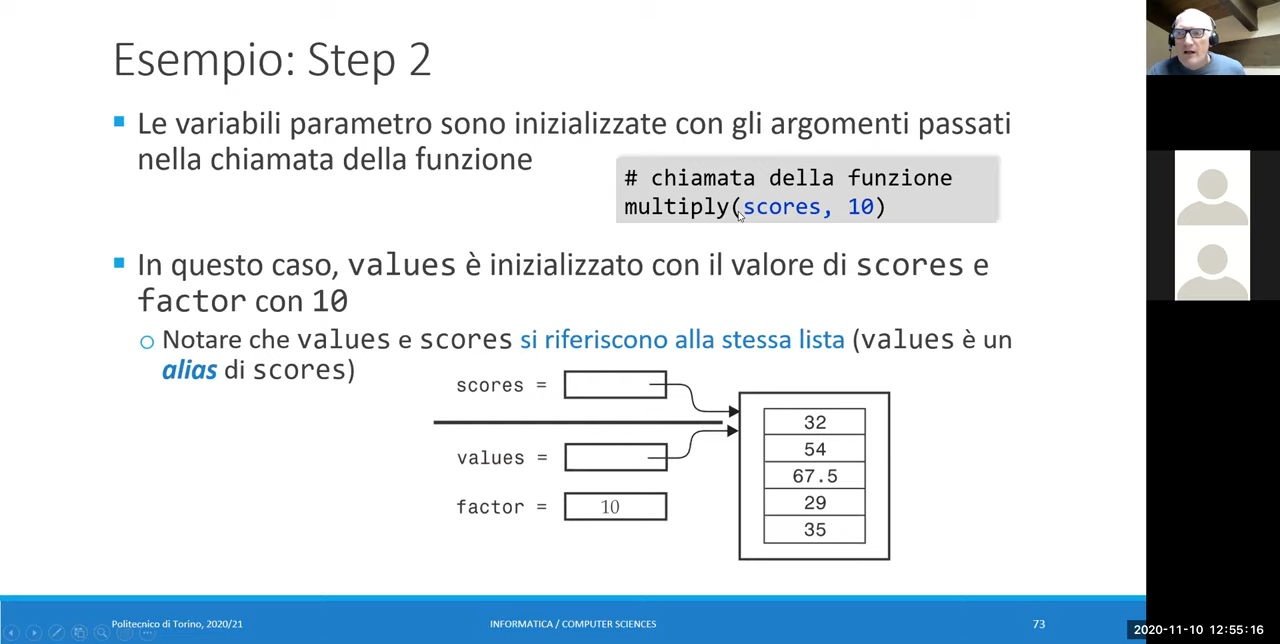 Esempio: Step 2
Le variabili parametro sono inizializzate con gli argomenti passati
nella chiamata della funzione
# chiamata della funzione
multiply(scores, 10)
In questo caso, values è inizializzato con il valore di scores e
factor con 10
Notare che values e scores si riferiscono alla stessa lista (values è un
alias di scores)
scores =
values =
factor = 10
32
54
67.5
29
35
Politecnico di Torino, 2020/21
INFORMATICA / COMPUTER SCIENCES
73
2020-11-10 12:55:16